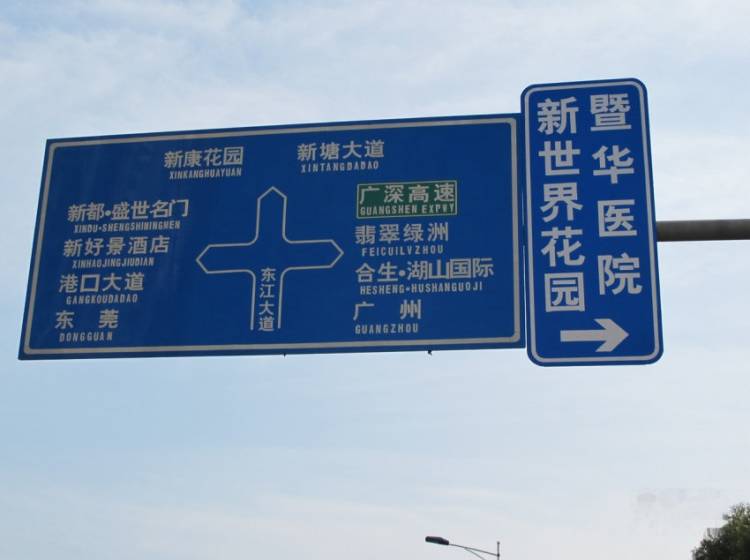 新康花园
XINKANGHUAYUAN
新塘大道
XINTANGDADAO
新都·盛世名门
XINDU·SHENGSHIMINGMEN
新好景酒店
XINHAOJINGJIUDIAN
港口大道
GANGKOUDADAO
东莞
DONGGUAN
东江大道
广深高速
GUANGSHEN EXPWY
翡翠绿洲
FEICUILVZHOU
合生·湖山国际
HESHENG·HUSHANGUOJI
广州
GUANGZHOU
暨华医院
新世界花园